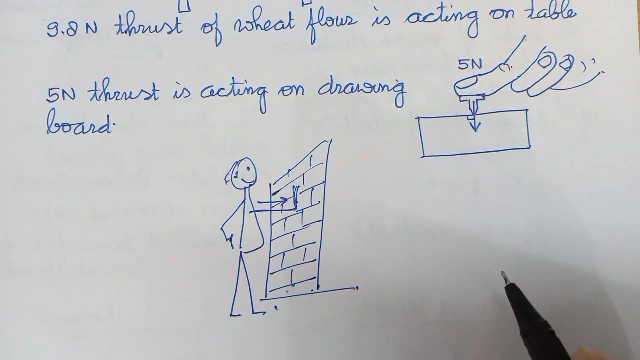 9.8 N thrust of wheat flour is acting on table
5N
5N thrust is acting on drawing
board.